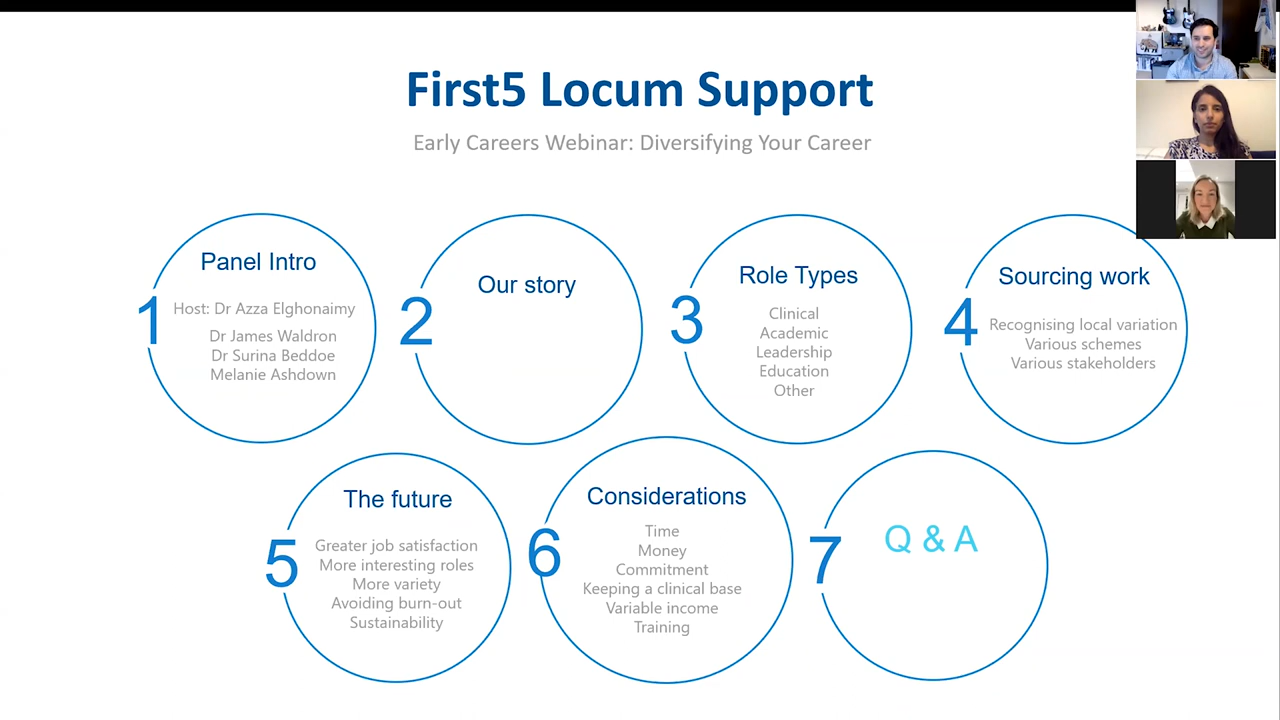 First5 Locum Support
Early Careers Webinar: Diversifying Your Career
1
Panel Intro
Host: Dr Azza Elghonaimy
Dr James Waldron
Dr Surina Beddoe
Melanie Ashdown
2
Our story
3
Role Types
Clinical
Academic
Leadership
Education
Other
4
Sourcing work
Recognising local variation
Various schemes
Various stakeholders
5
The future
Greater job satisfaction
More interesting roles
More variety
Avoiding burn-out
Sustainability
6
Considerations
Time
Money
Commitment
Keeping a clinical base
Variable income
Training
7
Q & A